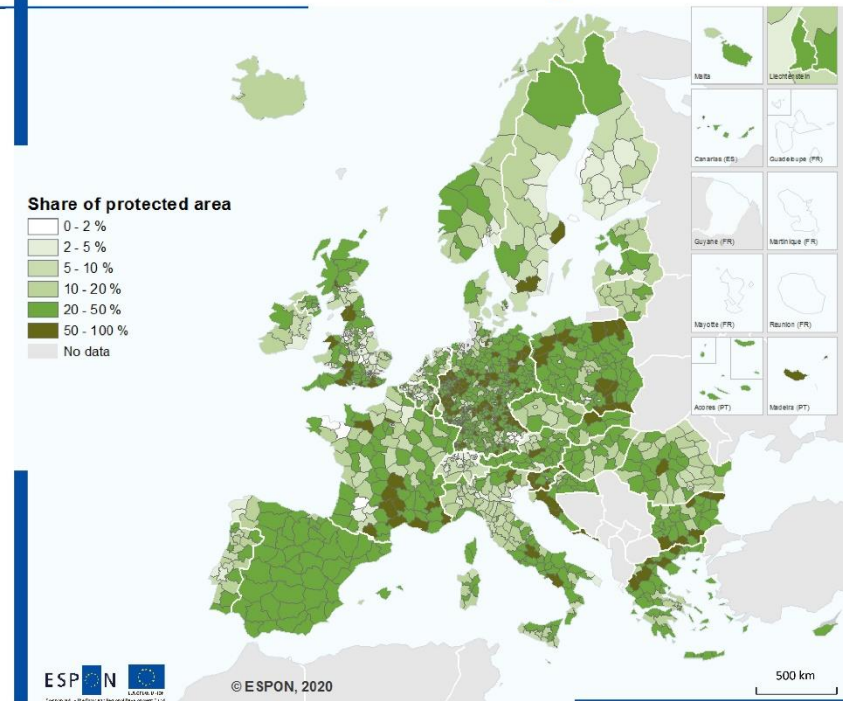 Share of protected area
0 - 2 %
2 - 5 %
5 - 10 %
10 - 20 %
20 - 50 %
50 - 100 %
No data
Malta
Liechtenstein
Canarias (ES)
Guadeloupe (FR)
Guyane (FR)
Martinique (FR)
Mayotte (FR)
Reunion (FR)
Acores (PT)
Madeira (PT)
ESPON
© ESPON, 2020
500 km